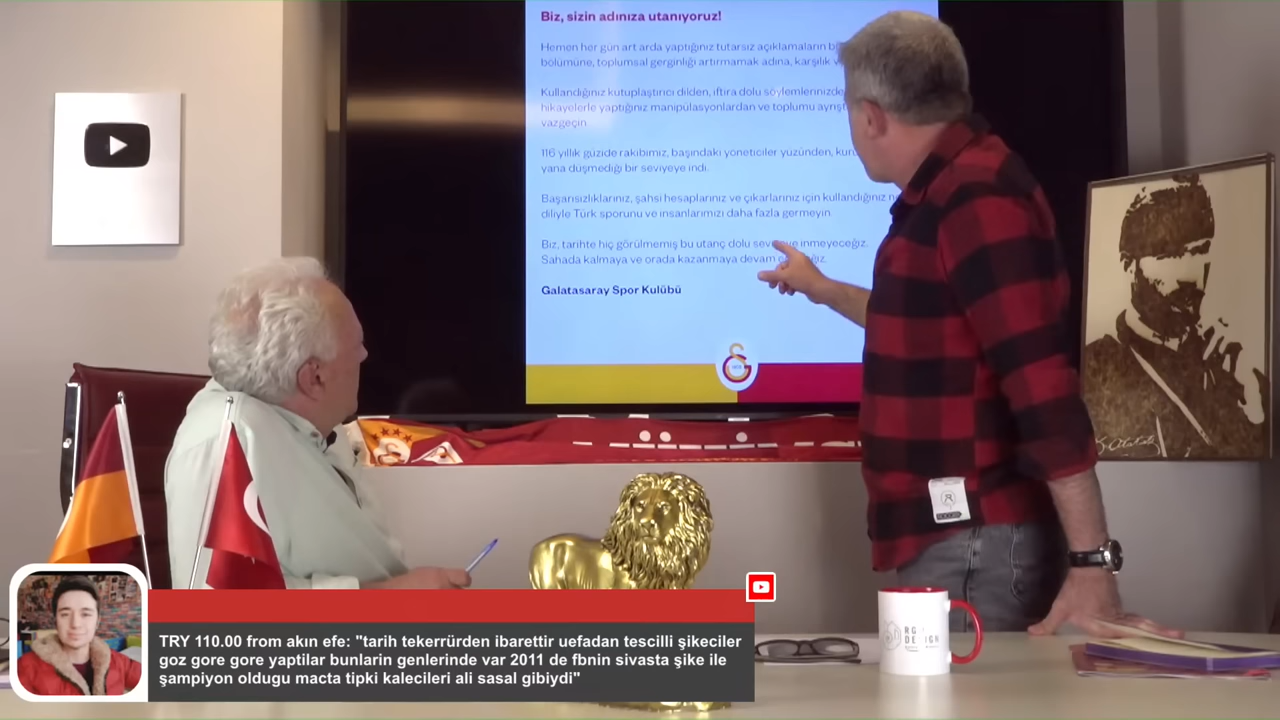 Biz, sizin adınıza utanıyoruz!
Hemen her gün art arda yaptığınız tutarsız açıklamaların
bölümüne, toplumsal gerginliği artırmamak adına, karşılık
Kullandığınız kutuplaştırıcı dilden, iftira dolu söylemlerinizde
hikayelerle yaptığınız manipülasyonlardan ve toplumu
vazgeçin.
116 yıllık güzide rakibimiz, başındaki yöneticiler yüzünden,
yana düşmediği bir seviyeye indi.
Başarısızlıklarınız, şahsi hesaplarınız ve çıkarlarınız için kullandığınız
diliyle Türk sporunu ve insanlarımızı daha fazla germeyin.
Biz, tarihte hiç görülmemiş bu utanç dolu inmeyeceğiz.
Sahada kalmaya ve orada kazanmaya devam
Galatasaray Spor Kulübü
TRY 110.00 from akın efe: "tarih tekerrürden ibarettir uefadan tescilli şikeciler
goz gore gore yaptilar bunlarin genlerinde var 2011 de fbnin sivasta şike ile
şampiyon oldugu macta tipki kalecileri ali sasal gibiydi"